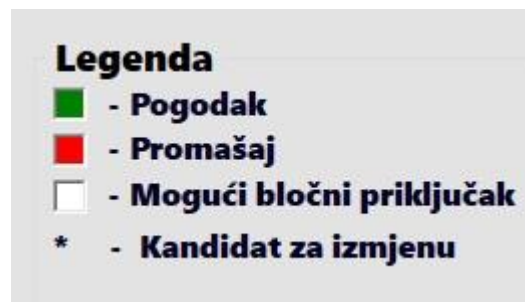 Legenda
- Pogodak
- Promašaj
- Mogući bločni priključak
* - Kandidat za izmjenu